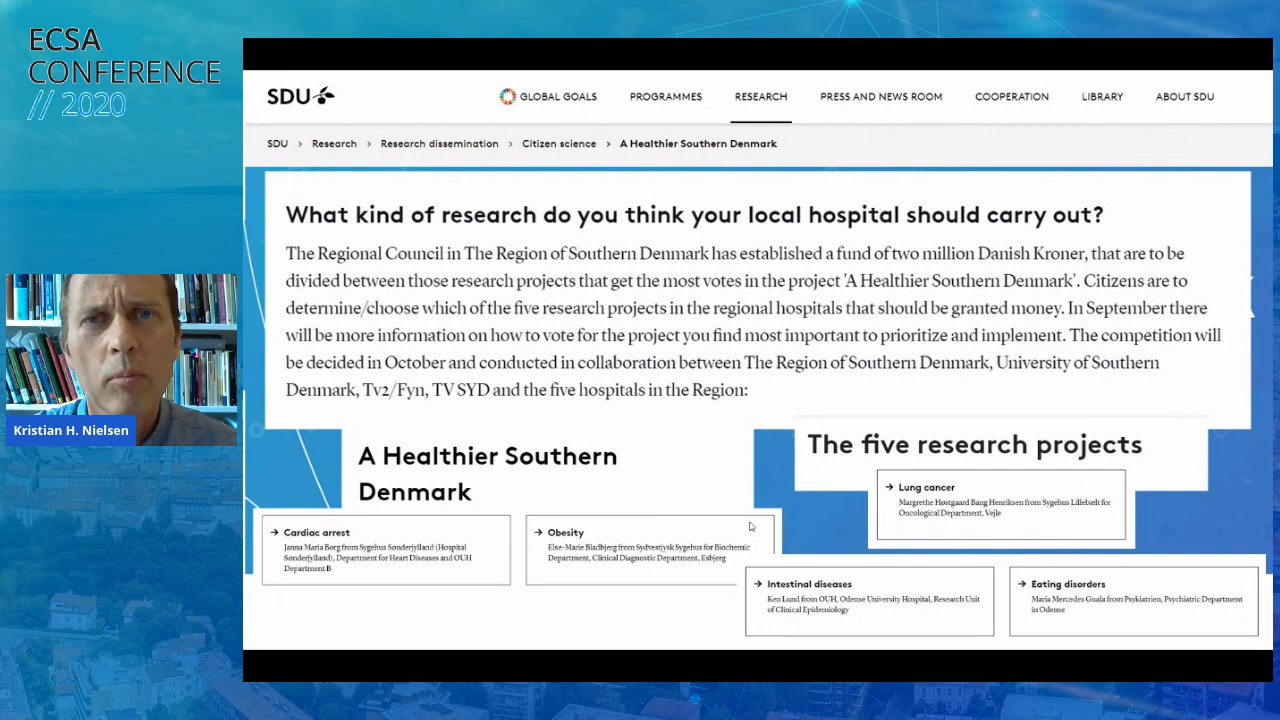 ECSA
CONFERENCE
// 2020
SDU
GLOBAL GOALS PROGRAMMES RESEARCH PRESS AND NEWS ROOM COOPERATION LIBRARY ABOUT SDU
SDU > Research > Research dissemination > Citizen science > A Healthier Southern Denmark
What kind of research do you think your local hospital should carry out?
The Regional Council in The Region of Southern Denmark has established a fund of two million Danish Kroner, that are to be
divided between those research projects that get the most votes in the project 'A Healthier Southern Denmark'. Citizens are to
determine/choose which of the five research projects in the regional hospitals that should be granted money. In September there
will be more information on how to vote for the project you find most important to prioritize and implement. The competition will
be decided in October and conducted in collaboration between The Region of Southern Denmark, University of Southern
Denmark, Tv2/Fyn, TV SYD and the five hospitals in the Region:
Kristian H. Nielsen
A Healthier Southern
Denmark
The five research projects
→ Lung cancer
Margrethe Høstgaard Bang Henriksen from Sygehus Lillebælt for
Oncological Department, Vejle
→ Cardiac arrest
Janna Maria Borg from Sygehus Sønderjylland (Hospital
Sønderjylland), Department for Heart Diseases and OUH
Department B
→ Obesity
Else-Marie Bladbjerg from Sydvestjysk Sygehus for Biochemic
Department, Clinical Diagnostic Department, Esbjerg
→ Intestinal diseases
Ken Lund from OUH, Odense University Hospital, Research Unit
of Clinical Epidemiology
→ Eating disorders
Maria Mercedes Guala from Psykiatrien, Psychiatric Department
in Odense